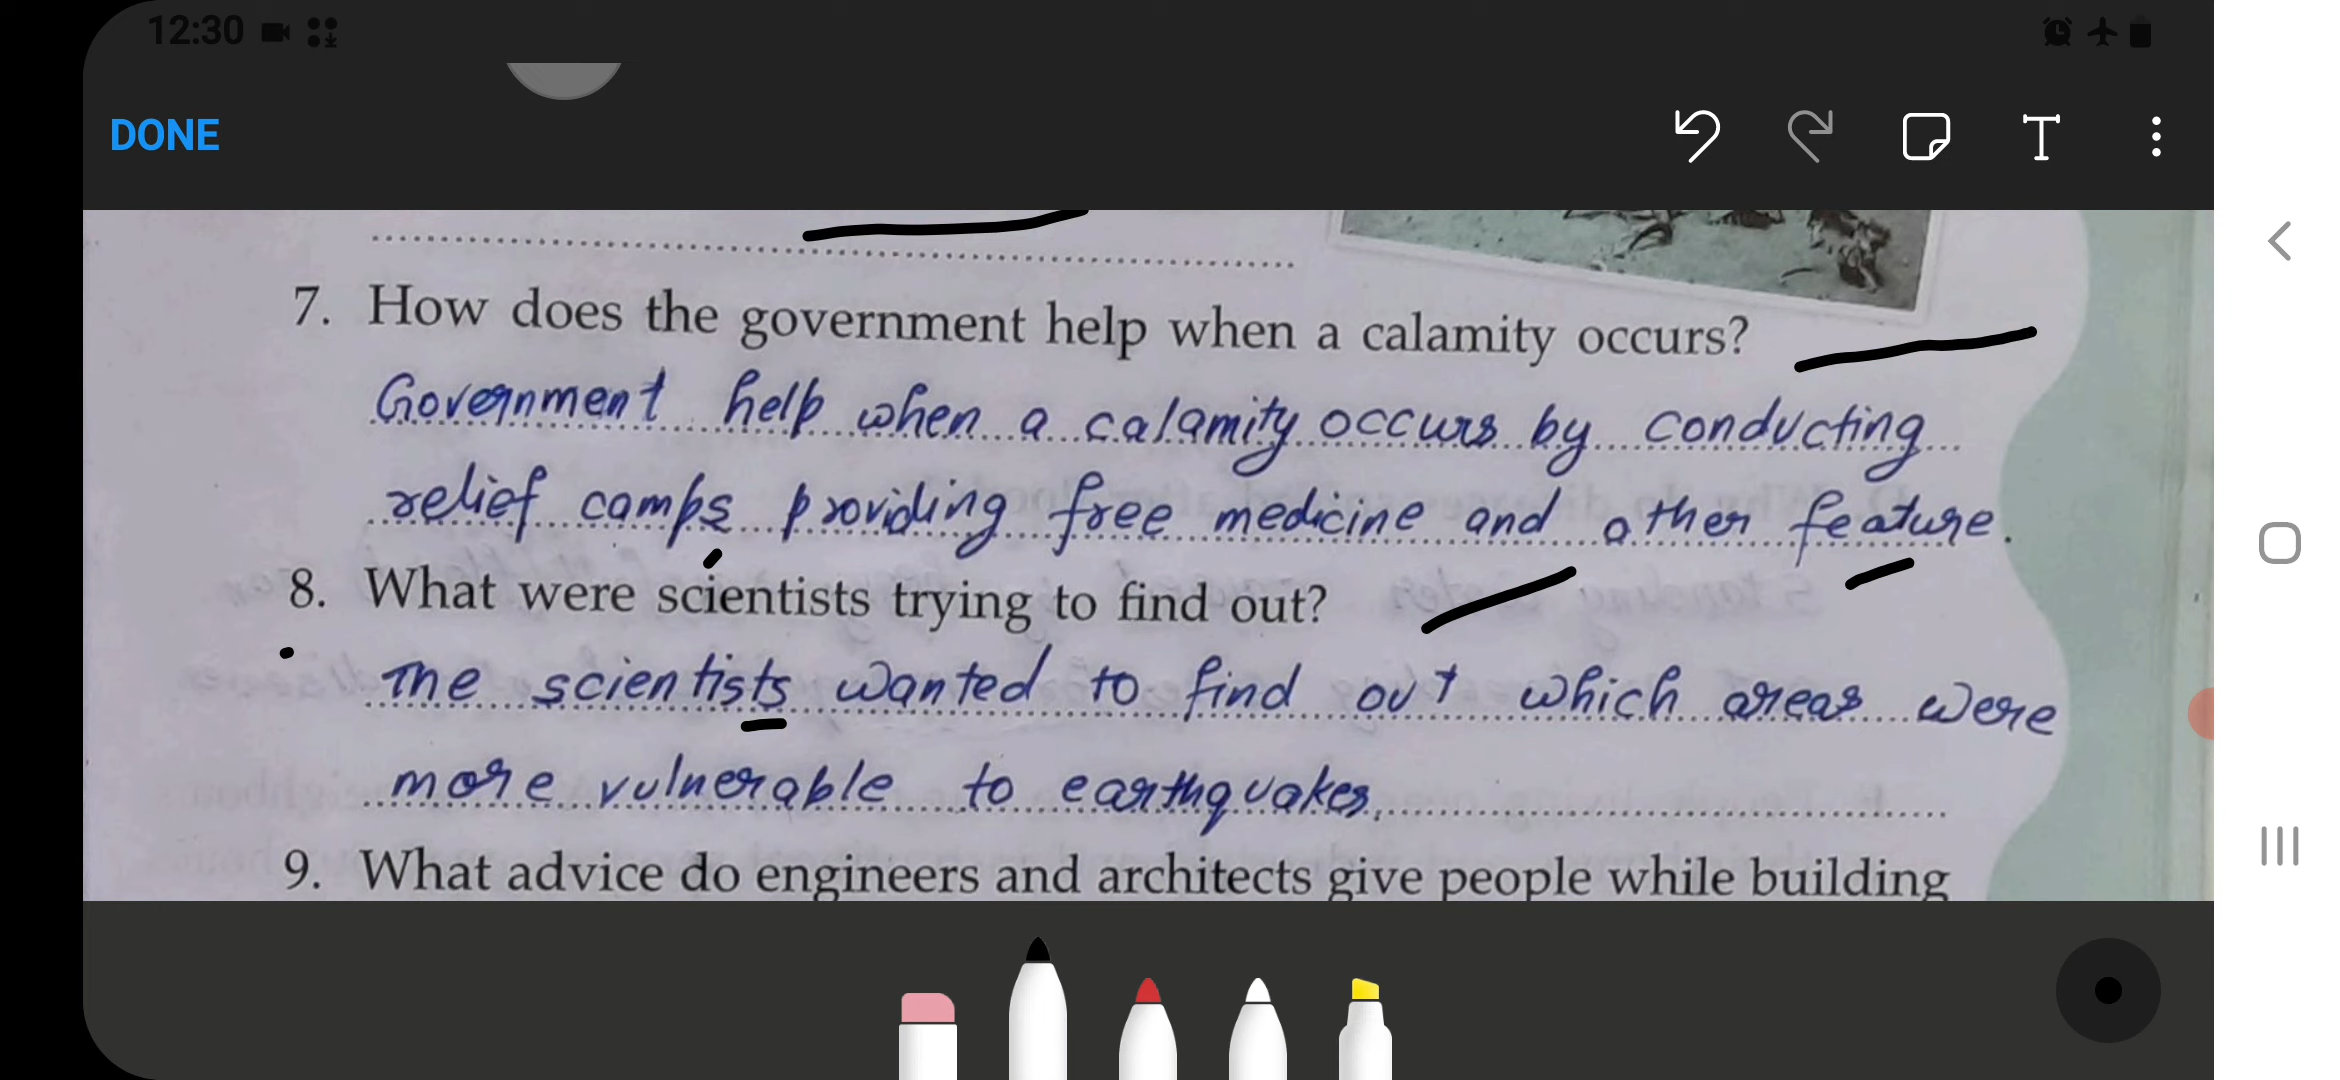 12:30
DONE
T
7. How does the government help when a calamity occurs?
Government help when a calamity occurs by conducting
relief camps providing free medicine and other feature.
8. What were scientists trying to find out?
The scientists wanted to find out which areas were
more vulnerable to earthquakes.
9. What advice do engineers and architects give people while building